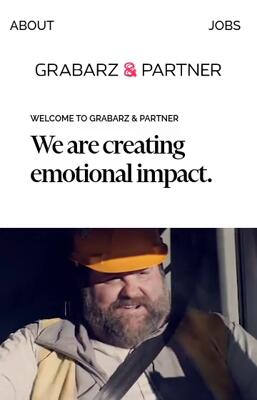 ABOUT JOBS
GRABARZ & PARTNER
WELCOME TO GRABARZ & PARTNER
We are creating
emotional impact.